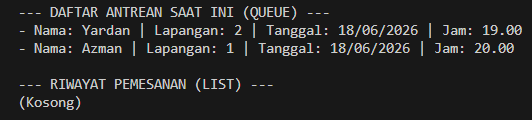 --- DAFTAR ANTREAN SAAT INI (QUEUE) ---
- Nama: Yardan | Lapangan: 2 | Tanggal: 18/06/2026 | Jam: 19.00
- Nama: Azman | Lapangan: 1 | Tanggal: 18/06/2026 | Jam: 20.00
--- RIWAYAT PEMESANAN (LIST) ---
(Kosong)